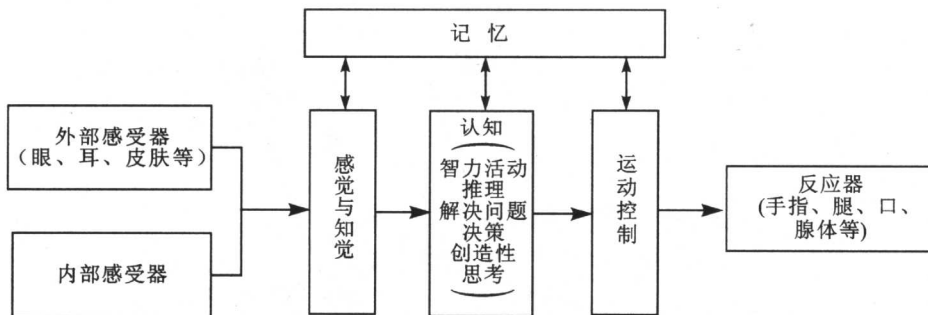 记 忆
外部感受器
（眼、耳、皮肤等）
内部感受器
感觉与知觉
认知
智力活动
推理
解决问题
决策
创造性
思考
运动控制
反应器
(手指、腿、口、
腺体等)